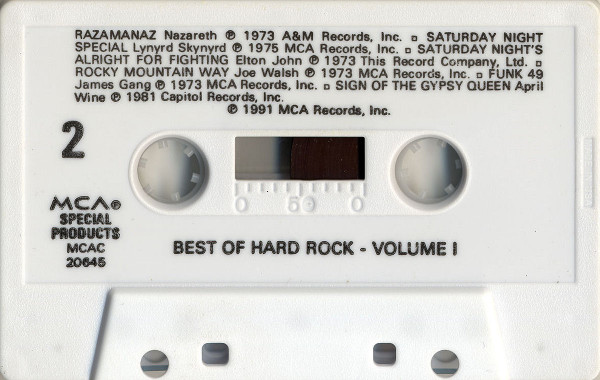 RAZAMANAZ Nazareth ℗ 1973 A&M Records, Inc. ▫ SATURDAY NIGHT
SPECIAL Lynyrd Skynyrd ℗ 1975 MCA Records, Inc. ▫ SATURDAY NIGHT'S
ALRIGHT FOR FIGHTING Elton John ℗ 1973 This Record Company, Ltd. ▫
ROCKY MOUNTAIN WAY Joe Walsh ℗ 1973 MCA Records, Inc. ▫ FUNK 49
James Gang ℗ 1973 MCA Records, Inc. ▫ SIGN OF THE GYPSY QUEEN April
Wine ℗ 1981 Capitol Records, Inc.
℗ 1991 MCA Records, Inc.
2
0 50 0
MCA®
SPECIAL
PRODUCTS
MCAC
20645
BEST OF HARD ROCK - VOLUME I